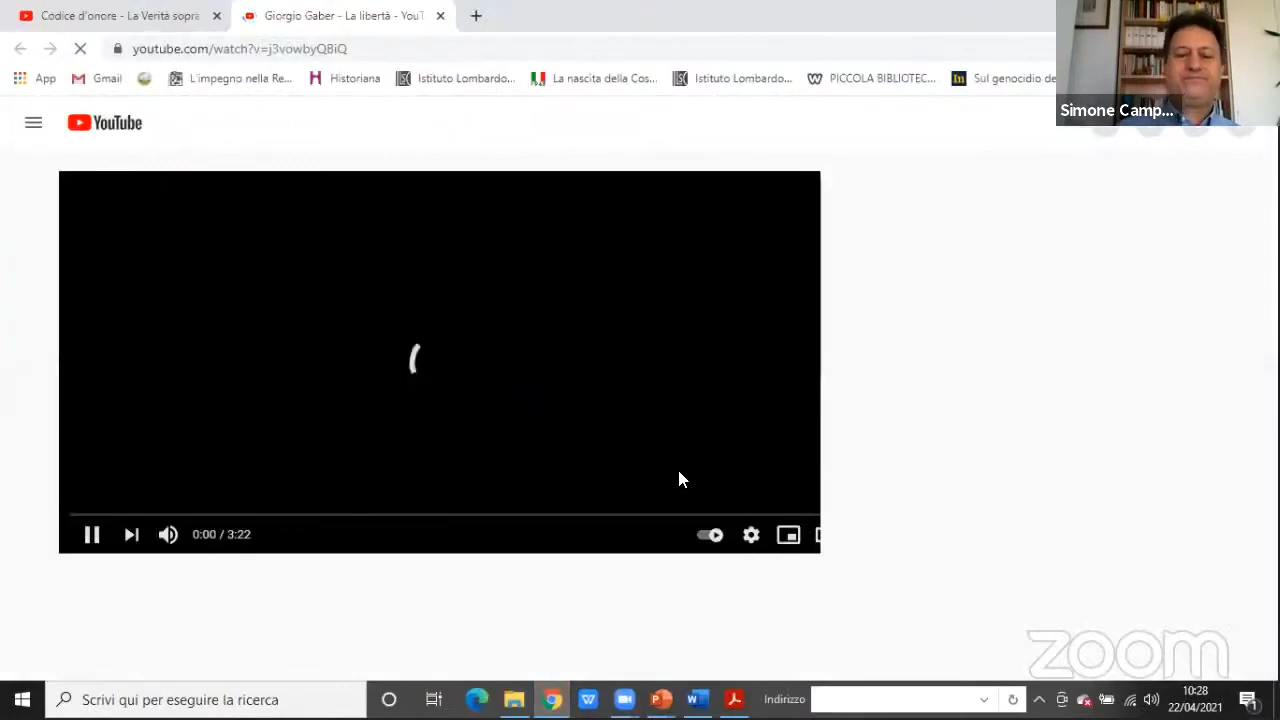 Codice d'onore - La Verità sopra
Giorgio Gaber - La libertà - YouT
youtube.com/watch?v=j3vowbyQBiQ
App
Gmail
L'impegno nella Re...
Historiana
Istituto Lombardo...
La nascita della Cos...
Istituto Lombardo...
PICCOLA BIBLIOTEC...
Sul genocidio de
Simone Camp...
YouTube
0:00 / 3:22
zoom
Scrivi qui per eseguire la ricerca
Indirizzo
10:28
22/04/2021